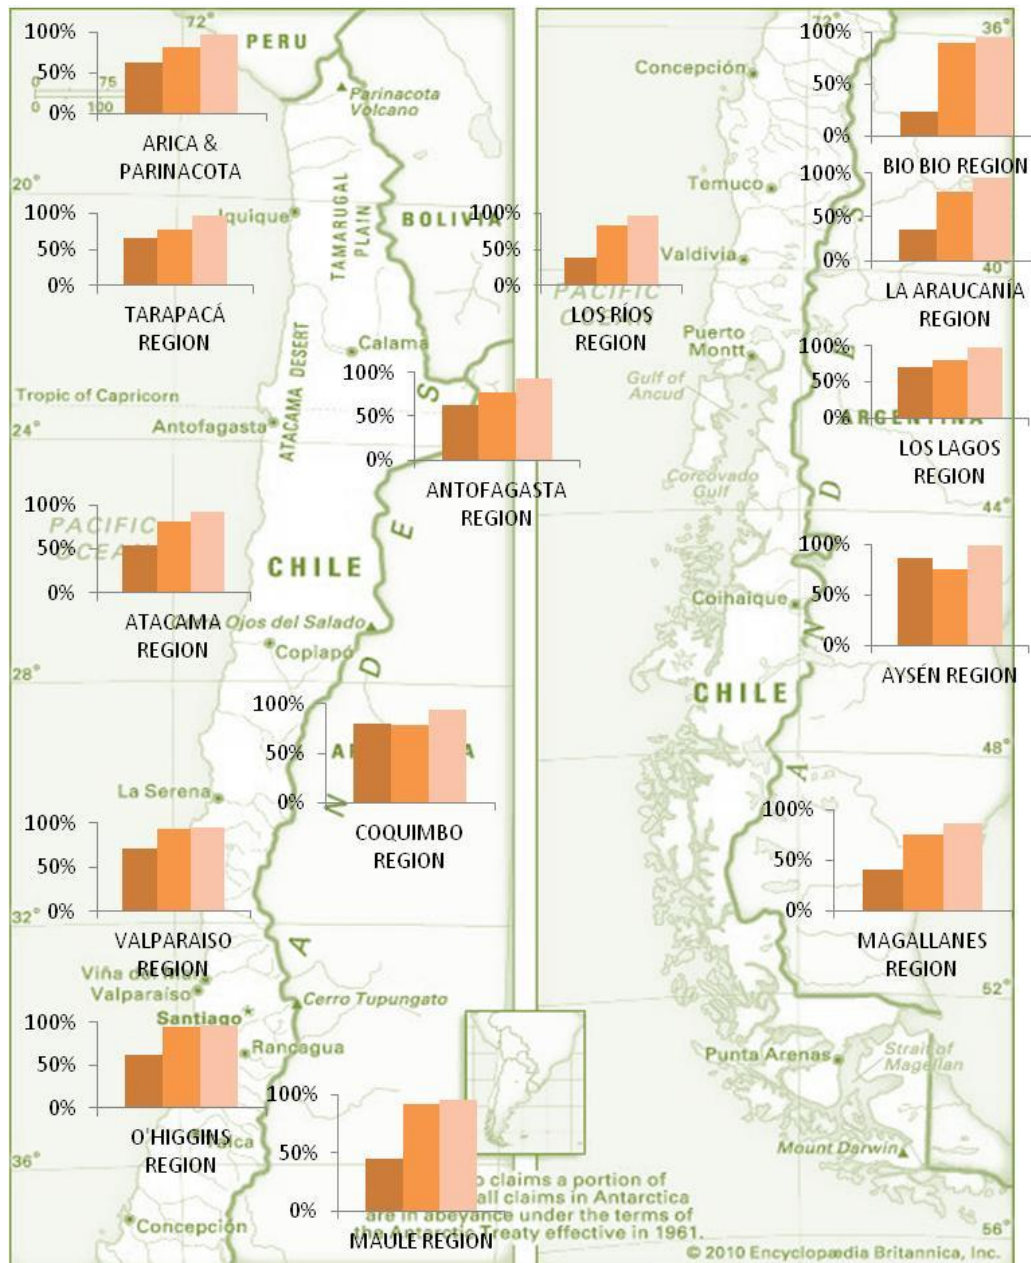 72°
PERU
100%
50%
0%
0
75
0
100
Parinacota
Volcano
ARICA &
PARINACOTA
20°
100%
50%
0%
Iquique
TAMARUGAL
PLAIN
BOLIVIA
TARAPACÁ
REGION
ATACAMA DESERT
Calama
Tropic of Capricorn
24°
Antofagasta
100%
50%
0%
ANTOFAGASTA
REGION
100%
50%
0%
PACIFIC
OCEAN
ATACAMA
REGION
CHILE
Ojos del Salado
Copiapó
28°
100%
50%
0%
COQUIMBO
REGION
La Serena
100%
50%
0%
32°
VALPARAISO
REGION
Viña del Mar
Valparaíso
Santiago
Cerro Tupungato
100%
50%
0%
Rancagua
O'HIGGINS
REGION
Talca
36°
Concepción
100%
50%
0%
MAULE REGION
ANDES
72°
36°
Concepción
100%
50%
0%
BIO BIO REGION
Temuco
100%
50%
0%
LA ARAUCANÍA
REGION
100%
50%
0%
Valdivia
40°
PACIFIC
OCEAN
LOS RÍOS
REGION
Puerto
Montt
Gulf of
Ancud
100%
50%
0%
ARGENTINA
LOS LAGOS
REGION
Corcovado
Gulf
44°
100%
50%
0%
Coihaique
AYSÉN REGION
CHILE
48°
100%
50%
0%
MAGALLANES
REGION
ANDES
52°
Punta Arenas
Strait of
Magellan
Mount Darwin
claims a portion of
all claims in Antarctica
are in abeyance under the terms of
the Antarctic Treaty effective in 1961.
56°
© 2010 Encyclopædia Britannica, Inc.